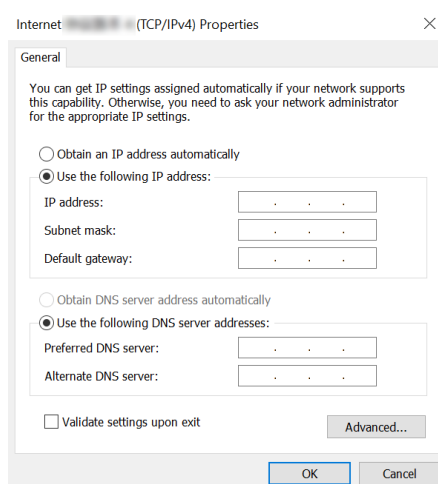 Internet (TCP/IPv4) Properties
General
You can get IP settings assigned automatically if your network supports
this capability. Otherwise, you need to ask your network administrator
for the appropriate IP settings.
Obtain an IP address automatically
Use the following IP address:
IP address: . . .
Subnet mask: . . .
Default gateway: . . .
Obtain DNS server address automatically
Use the following DNS server addresses:
Preferred DNS server: . . .
Alternate DNS server: . . .
Validate settings upon exit
Advanced...
OK Cancel